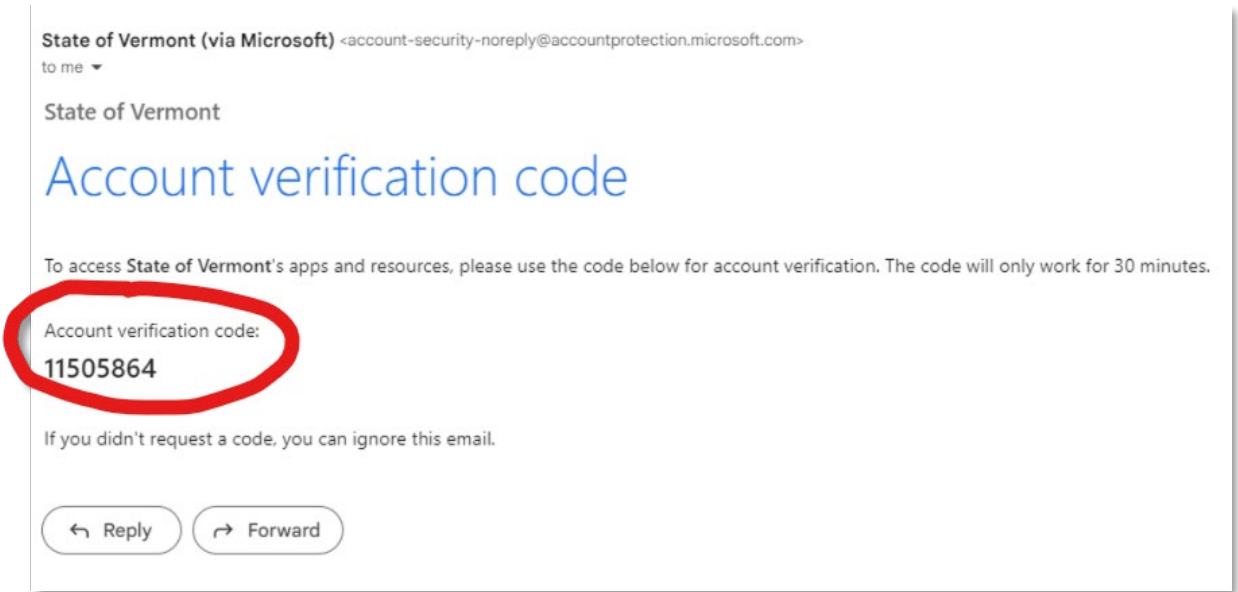 State of Vermont (via Microsoft) <account-security-noreply@accountprotection.microsoft.com>
to me
State of Vermont
Account verification code
To access State of Vermont's apps and resources, please use the code below for account verification. The code will only work for 30 minutes.
Account verification code:
11505864
If you didn't request a code, you can ignore this email.
Reply Forward